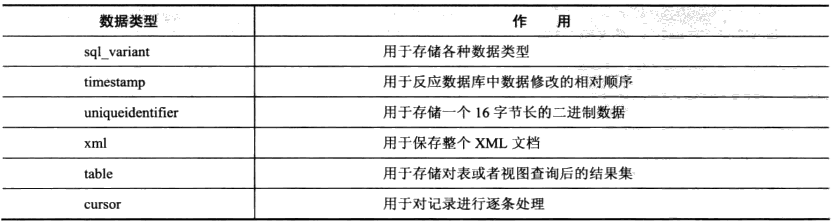 数据类型 作 用
sql_variant 用于存储各种数据类型
timestamp 用于反应数据库中数据修改的相对顺序
uniqueidentifier 用于存储一个 16 字节长的二进制数据
xml 用于保存整个 XML 文档
table 用于存储对表或者视图查询后的结果集
cursor 用于对记录进行逐条处理